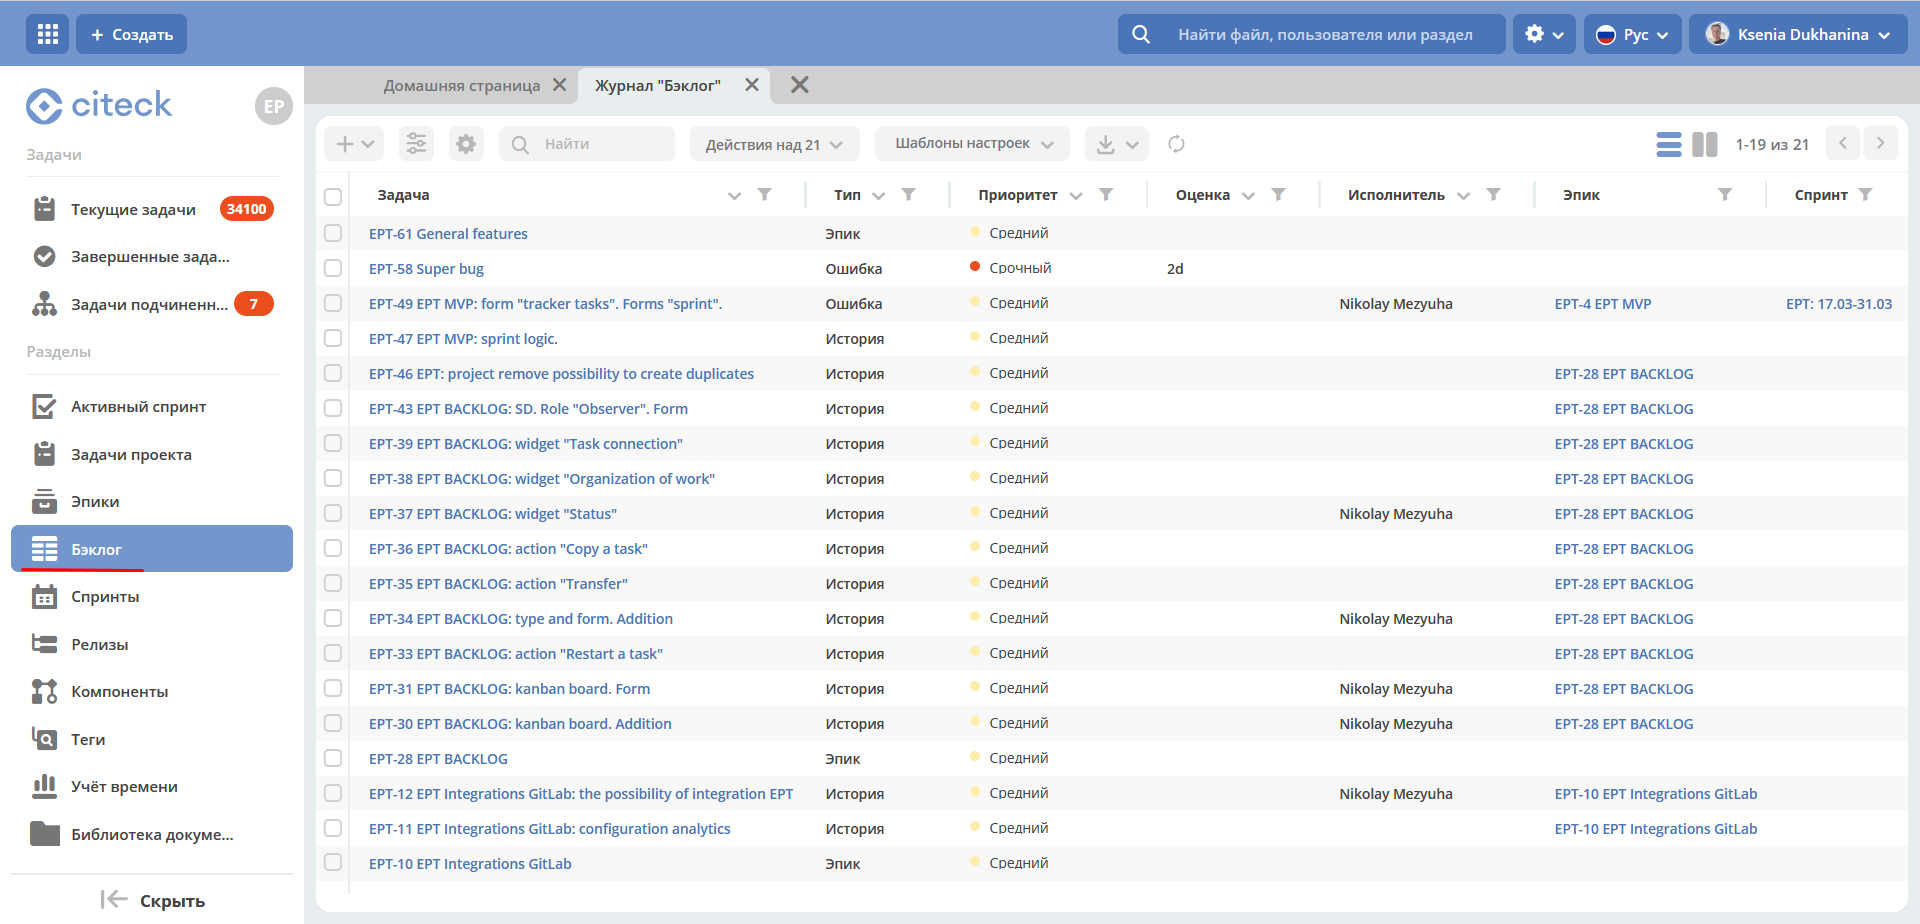 + Создать
Найти файл, пользователя или раздел
Рус
Ksenia Dukhanina
citeck
EP
Домашняя страница
Журнал "Бэклог"
Задачи
Текущие задачи 34100
Завершенные зада...
Задачи подчиненн... 7
Разделы
Активный спринт
Задачи проекта
Эпики
Бэклог
Спринты
Релизы
Компоненты
Теги
Учёт времени
Библиотека докуме...
Скрыть
Найти
Действия над 21
Шаблоны настроек
1-19 из 21
Задача Тип Приоритет Оценка Исполнитель Эпик Спринт
EPT-61 General features Эпик Средний
EPT-58 Super bug Ошибка Срочный 2d
EPT-49 EPT MVP: form "tracker tasks". Forms "sprint". Ошибка Средний Nikolay Mezyuha EPT-4 EPT MVP EPT: 17.03-31.03
EPT-47 EPT MVP: sprint logic. История Средний
EPT-46 EPT: project remove possibility to create duplicates История Средний EPT-28 EPT BACKLOG
EPT-43 EPT BACKLOG: SD. Role "Observer". Form История Средний EPT-28 EPT BACKLOG
EPT-39 EPT BACKLOG: widget "Task connection" История Средний EPT-28 EPT BACKLOG
EPT-38 EPT BACKLOG: widget "Organization of work" История Средний EPT-28 EPT BACKLOG
EPT-37 EPT BACKLOG: widget "Status" История Средний Nikolay Mezyuha EPT-28 EPT BACKLOG
EPT-36 EPT BACKLOG: action "Copy a task" История Средний EPT-28 EPT BACKLOG
EPT-35 EPT BACKLOG: action "Transfer" История Средний EPT-28 EPT BACKLOG
EPT-34 EPT BACKLOG: type and form. Addition История Средний Nikolay Mezyuha EPT-28 EPT BACKLOG
EPT-33 EPT BACKLOG: action "Restart a task" История Средний EPT-28 EPT BACKLOG
EPT-31 EPT BACKLOG: kanban board. Form История Средний Nikolay Mezyuha EPT-28 EPT BACKLOG
EPT-30 EPT BACKLOG: kanban board. Addition История Средний Nikolay Mezyuha EPT-28 EPT BACKLOG
EPT-28 EPT BACKLOG Эпик Средний
EPT-12 EPT Integrations GitLab: the possibility of integration EPT История Средний Nikolay Mezyuha EPT-10 EPT Integrations GitLab
EPT-11 EPT Integrations GitLab: configuration analytics История Средний EPT-10 EPT Integrations GitLab
EPT-10 EPT Integrations GitLab Эпик Средний